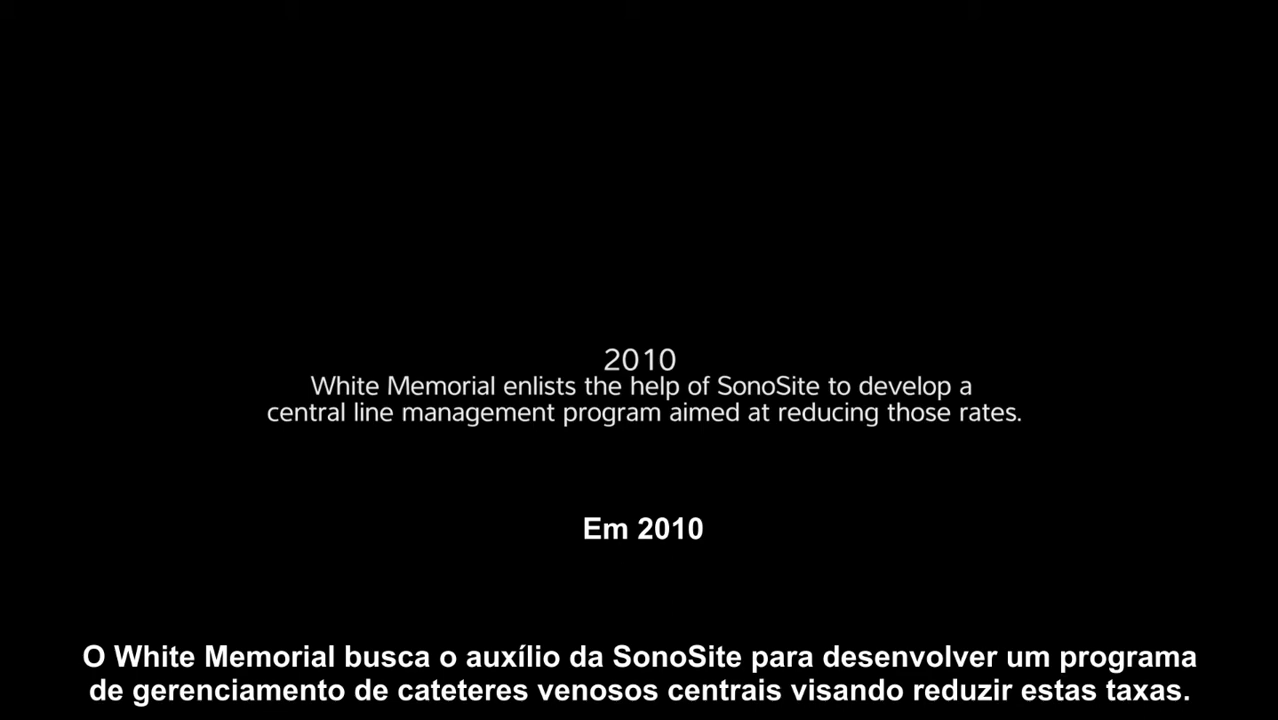 2010
White Memorial enlists the help of SonoSite to develop a
central line management program aimed at reducing those rates.
Em 2010
O White Memorial busca o auxílio da SonoSite para desenvolver um programa
de gerenciamento de cateteres venosos centrais visando reduzir estas taxas.